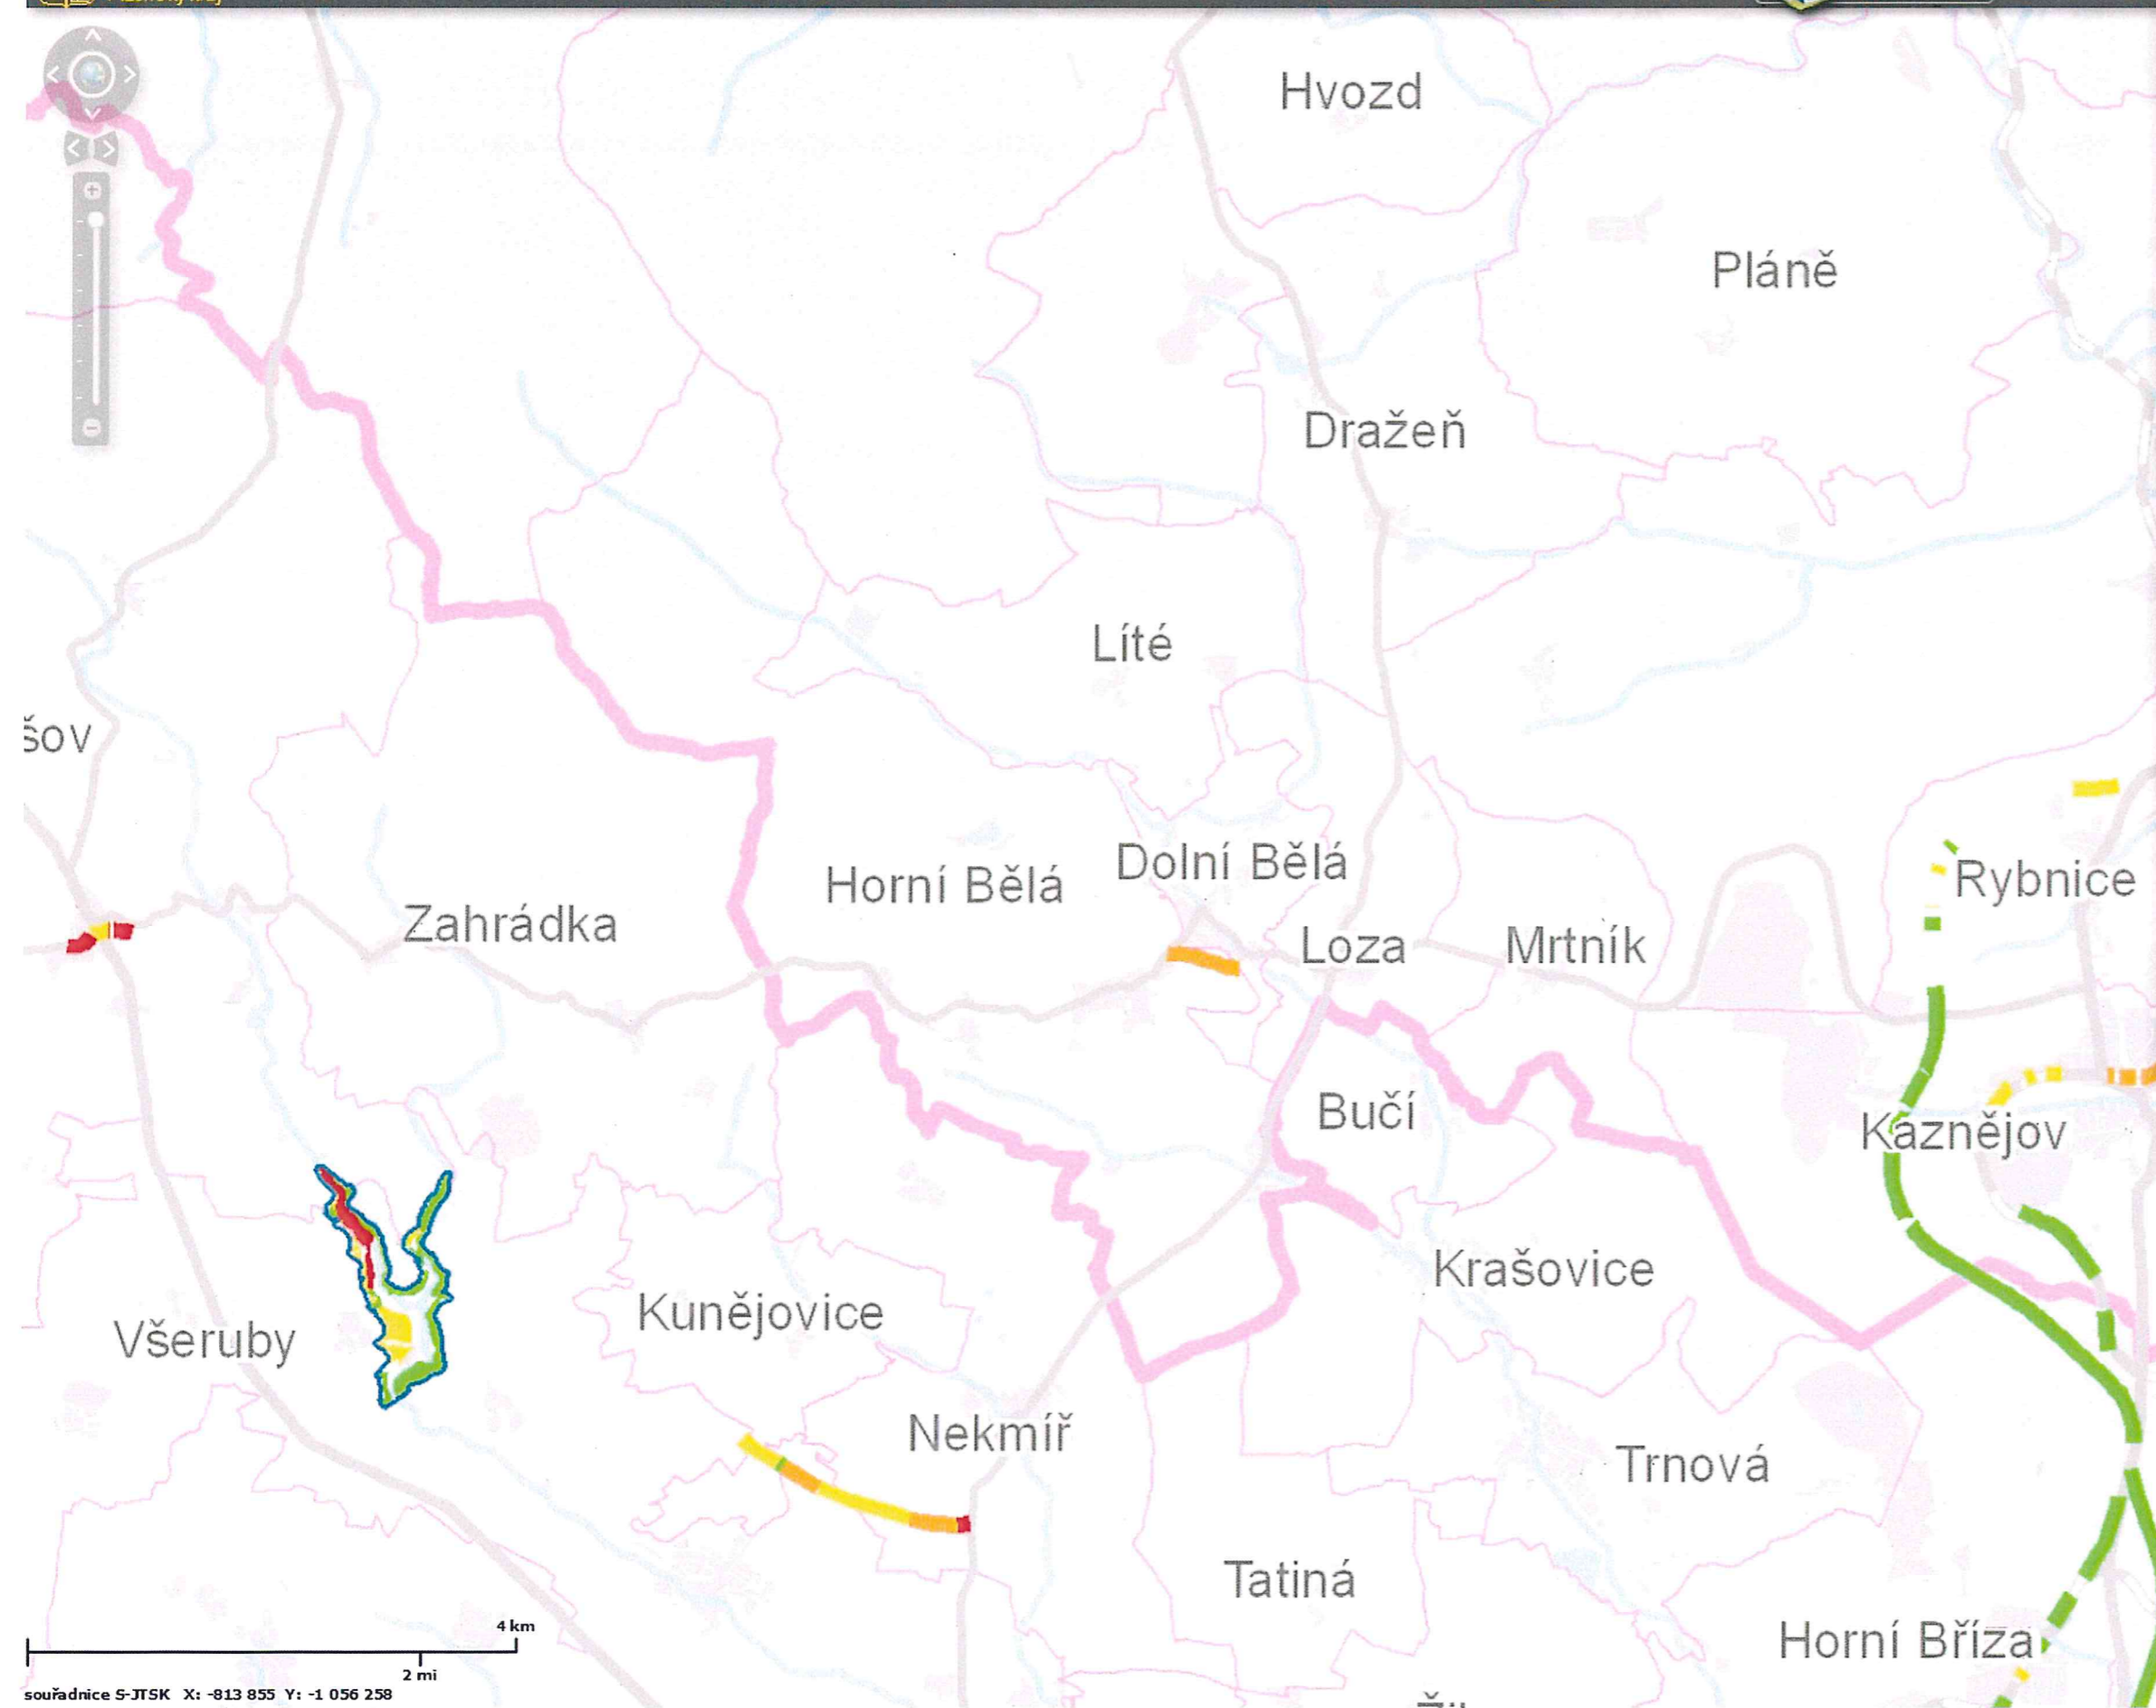 Hvozd
Pláně
Dražeň
Líté
šov
Dolní Bělá
Horní Bělá
Rybnice
Zahrádka
Loza
Mrtník
Bučí
Kaznějov
Krašovice
Kunějovice
Všeruby
Nekmíř
Trnová
Tatiná
Horní Bříza
4 km
2 mi
souřadnice S-JTSK X: -813 855 Y: -1 056 258